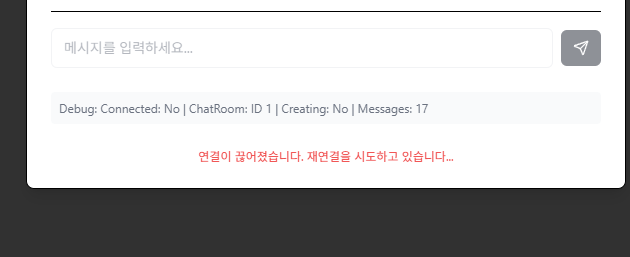 메시지를 입력하세요...
Debug: Connected: No | ChatRoom: ID 1 | Creating: No | Messages: 17
연결이 끊어졌습니다. 재연결을 시도하고 있습니다...